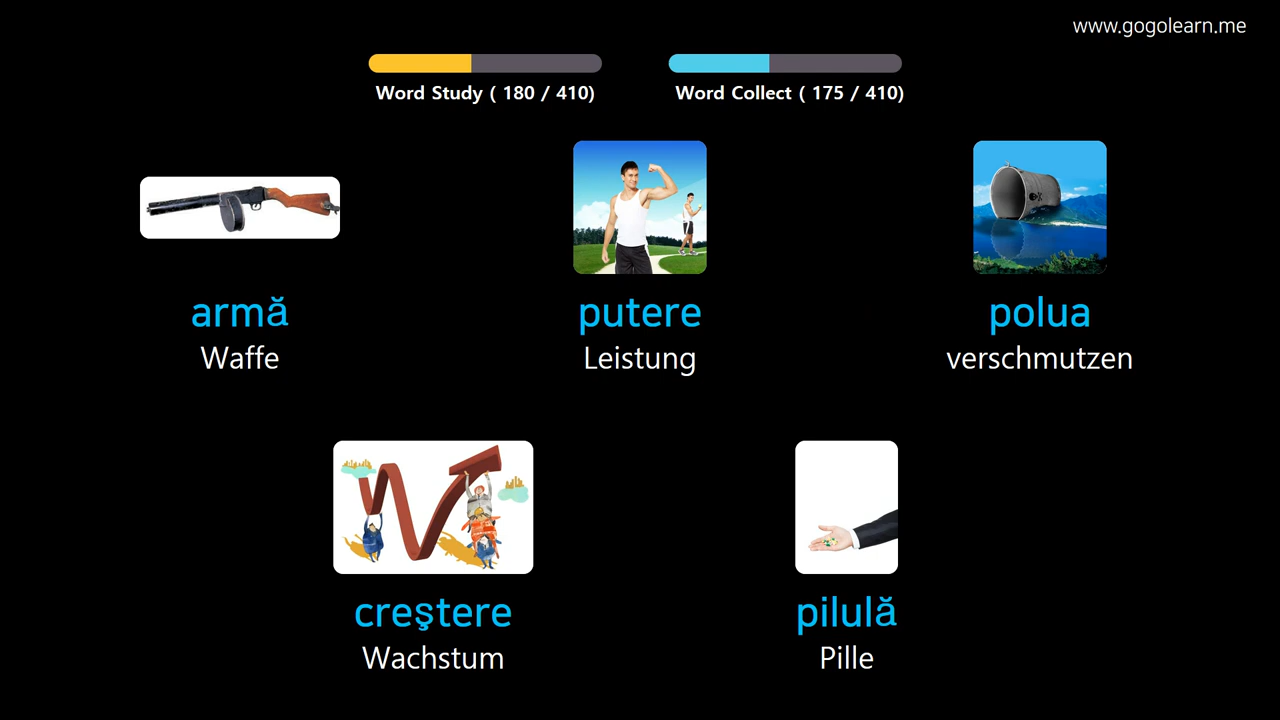 www.gogolearn.me
Word Study ( 180 / 410)
Word Collect ( 175 / 410)
armă
Waffe
putere
Leistung
polua
verschmutzen
creştere
Wachstum
pilulă
Pille